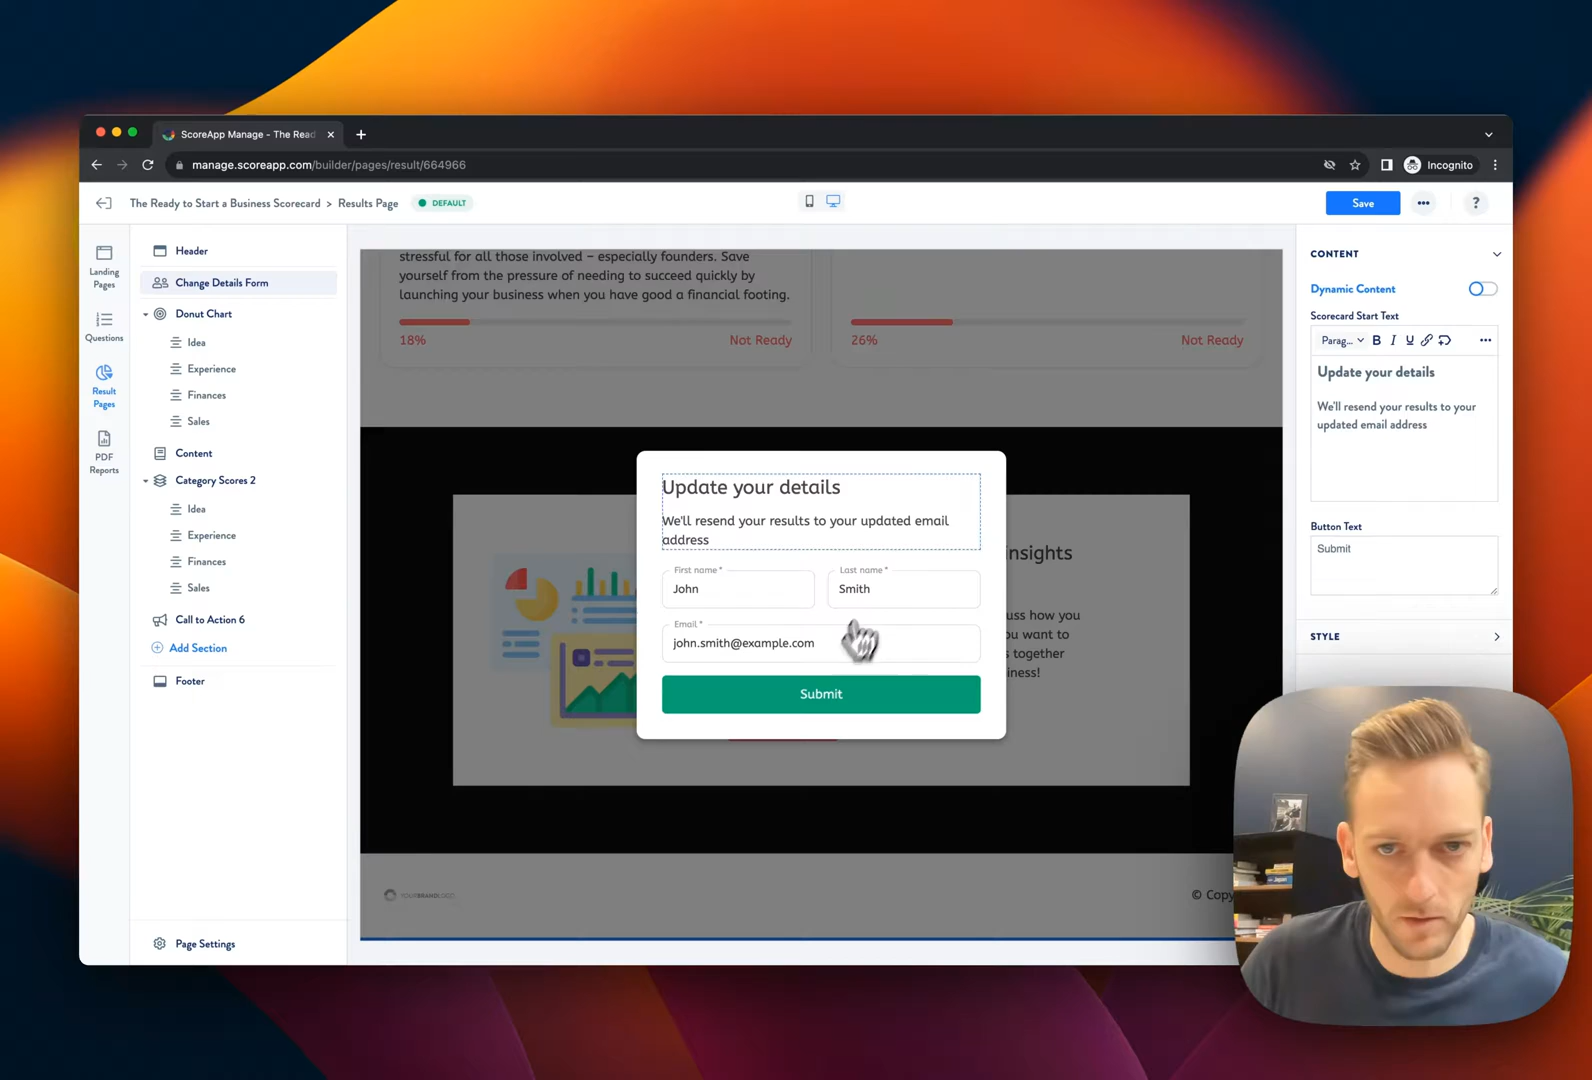 ScoreApp Manage - The Read
manage.scoreapp.com/builder/pages/result/664966
Incognito
The Ready to Start a Business Scorecard > Results Page
DEFAULT
Save
Landing
Pages
Questions
Result
Pages
PDF
Reports
Header
Change Details Form
Donut Chart
Idea
Experience
Finances
Sales
Content
Category Scores 2
Idea
Experience
Finances
Sales
Call to Action 6
Add Section
Footer
Page Settings
stressful for all those involved – especially founders. Save
yourself from the pressure of needing to succeed quickly by
launching your business when you have good a financial footing.
18%
Not Ready
26%
Not Ready
Update your details
We'll resend your results to your updated email
address
First name *
John
Last name *
Smith
Email *
john.smith@example.com
Submit
insights
uss how you
ou want to
s together
iness!
YOURBRANDLOGO
© Copy
CONTENT
Dynamic Content
Scorecard Start Text
Parag...
B I U
Update your details
We'll resend your results to your
updated email address
Button Text
Submit
STYLE